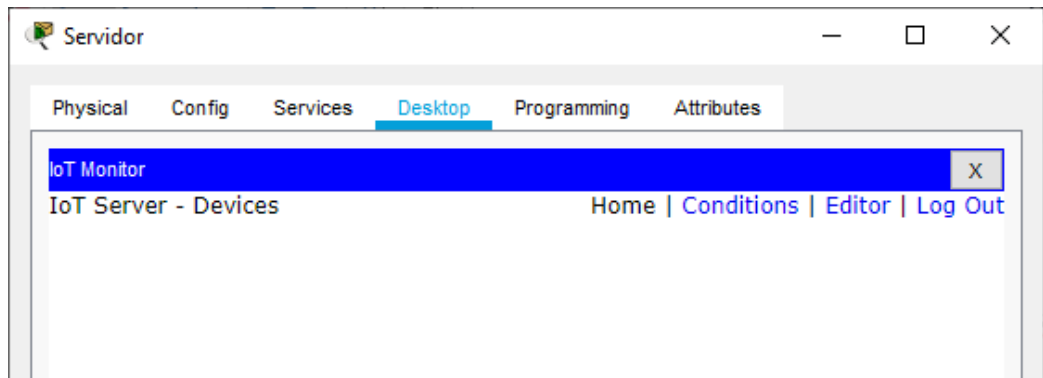 Servidor
Physical Config Services Desktop Programming Attributes
IoT Monitor X
IoT Server - Devices Home | Conditions | Editor | Log Out